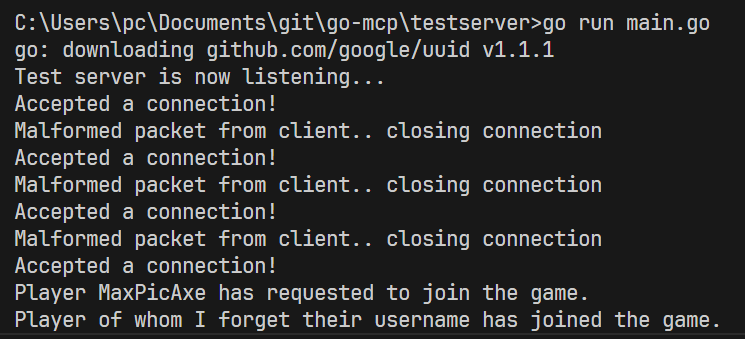 C:\Users\pc\Documents\git\go-mcp\testserver>go run main.go
go: downloading github.com/google/uuid v1.1.1
Test server is now listening...
Accepted a connection!
Malformed packet from client.. closing connection
Accepted a connection!
Malformed packet from client.. closing connection
Accepted a connection!
Malformed packet from client.. closing connection
Accepted a connection!
Player MaxPicAxe has requested to join the game.
Player of whom I forget their username has joined the game.